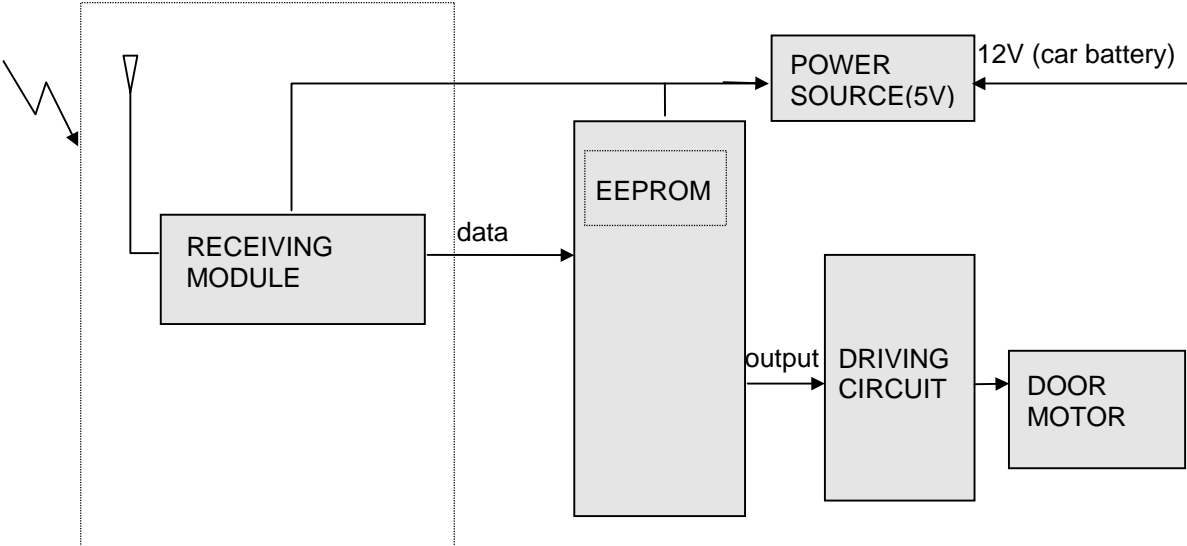 POWER
SOURCE(5V)
12V (car battery)
EEPROM
RECEIVING
MODULE
data
output
DRIVING
CIRCUIT
DOOR
MOTOR